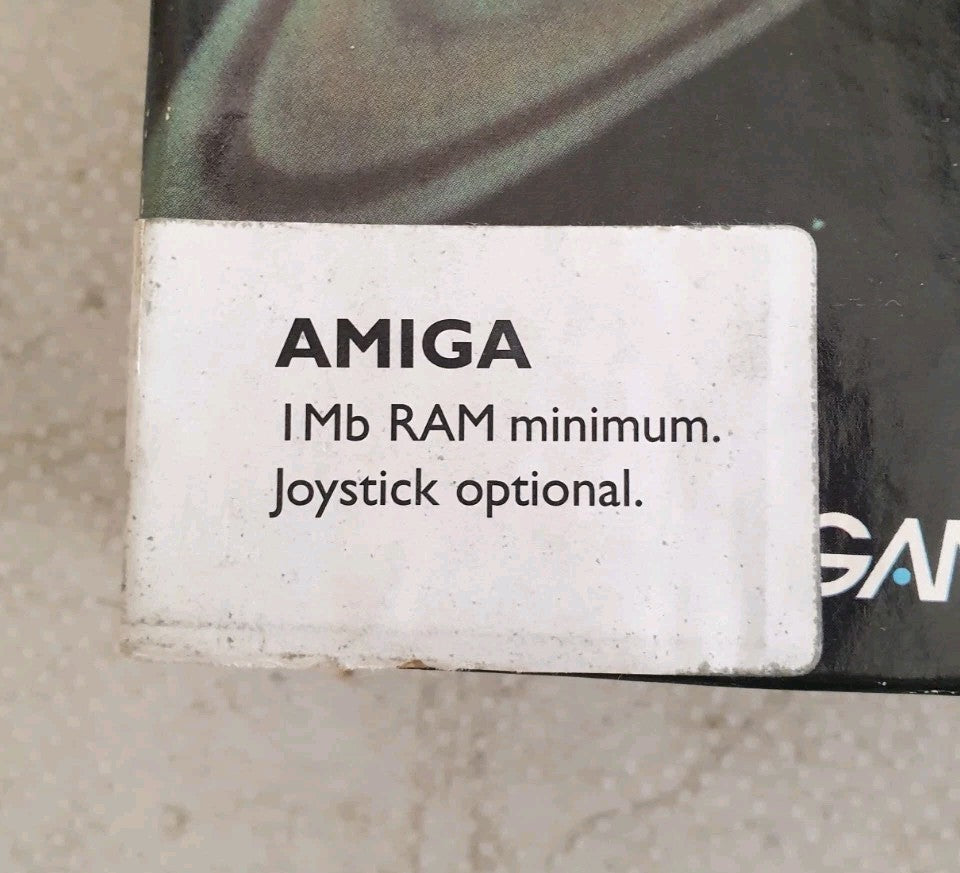 AMIGA
1Mb RAM minimum.
Joystick optional.